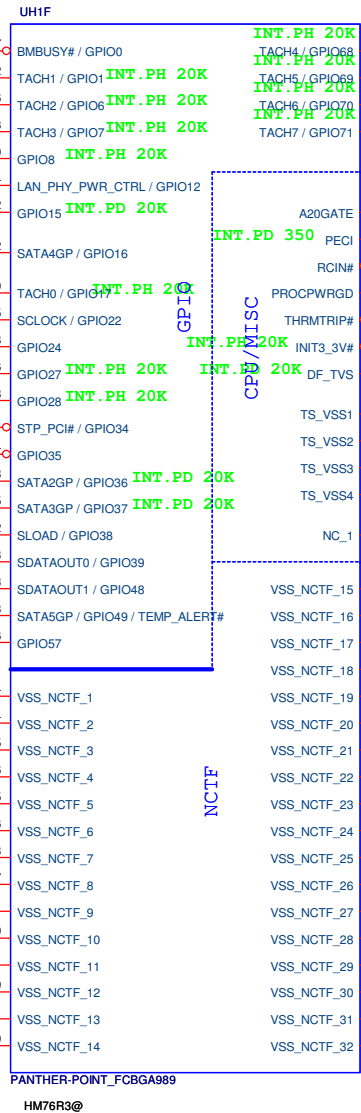 UH1F
INT.PH 20K
BMBUSY# / GPIO0
TACH4 / GPIO68
INT.PH 20K
TACH1 / GPIO1 INT.PH 20K
TACH5 / GPIO69
INT.PH 20K
TACH2 / GPIO6 INT.PH 20K
TACH6 / GPIO70
INT.PH 20K
TACH3 / GPIO7 INT.PH 20K
TACH7 / GPIO71
GPIO8 INT.PH 20K
LAN_PHY_PWR_CTRL / GPIO12
GPIO15 INT.PD 20K
A20GATE
INT.PD 350 PECI
SATA4GP / GPIO16
RCIN#
TACH0 / GPIO17 INT.PH 20K
PROCPWRGD
SCLOCK / GPIO22
THRMTRIP#
GPIO
CPU/MISC
GPIO24
INT.PH 20K INIT3_3V#
GPIO27 INT.PH 20K
INT.PD 20K DF_TVS
GPIO28 INT.PH 20K
TS_VSS1
STP_PCI# / GPIO34
TS_VSS2
GPIO35
TS_VSS3
SATA2GP / GPIO36 INT.PD 20K
TS_VSS4
SATA3GP / GPIO37 INT.PD 20K
SLOAD / GPIO38
NC_1
SDATAOUT0 / GPIO39
SDATAOUT1 / GPIO48
VSS_NCTF_15
SATA5GP / GPIO49 / TEMP_ALERT#
VSS_NCTF_16
GPIO57
VSS_NCTF_17
VSS_NCTF_18
VSS_NCTF_1
VSS_NCTF_19
VSS_NCTF_2
VSS_NCTF_20
VSS_NCTF_3
VSS_NCTF_21
VSS_NCTF_4
VSS_NCTF_22
NCTF
VSS_NCTF_5
VSS_NCTF_23
VSS_NCTF_6
VSS_NCTF_24
VSS_NCTF_7
VSS_NCTF_25
VSS_NCTF_8
VSS_NCTF_26
VSS_NCTF_9
VSS_NCTF_27
VSS_NCTF_10
VSS_NCTF_28
VSS_NCTF_11
VSS_NCTF_29
VSS_NCTF_12
VSS_NCTF_30
VSS_NCTF_13
VSS_NCTF_31
VSS_NCTF_14
VSS_NCTF_32
PANTHER-POINT_FCBGA989
HM76R3@